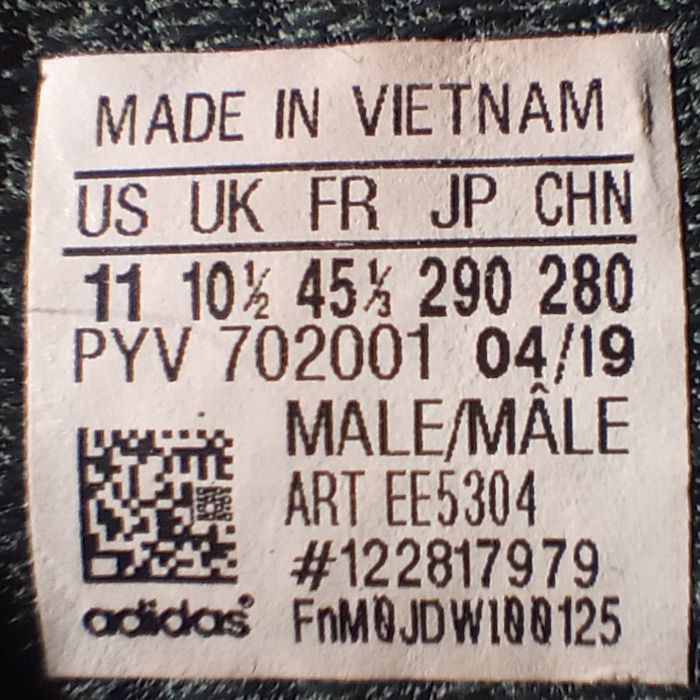 MADE IN VIETNAM
US UK FR JP CHN
11 10½ 45⅓ 290 280
PYV 702001 04/19
MALE/MÂLE
ART EE5304
#122817979
adidas® FnM0JDWl00125